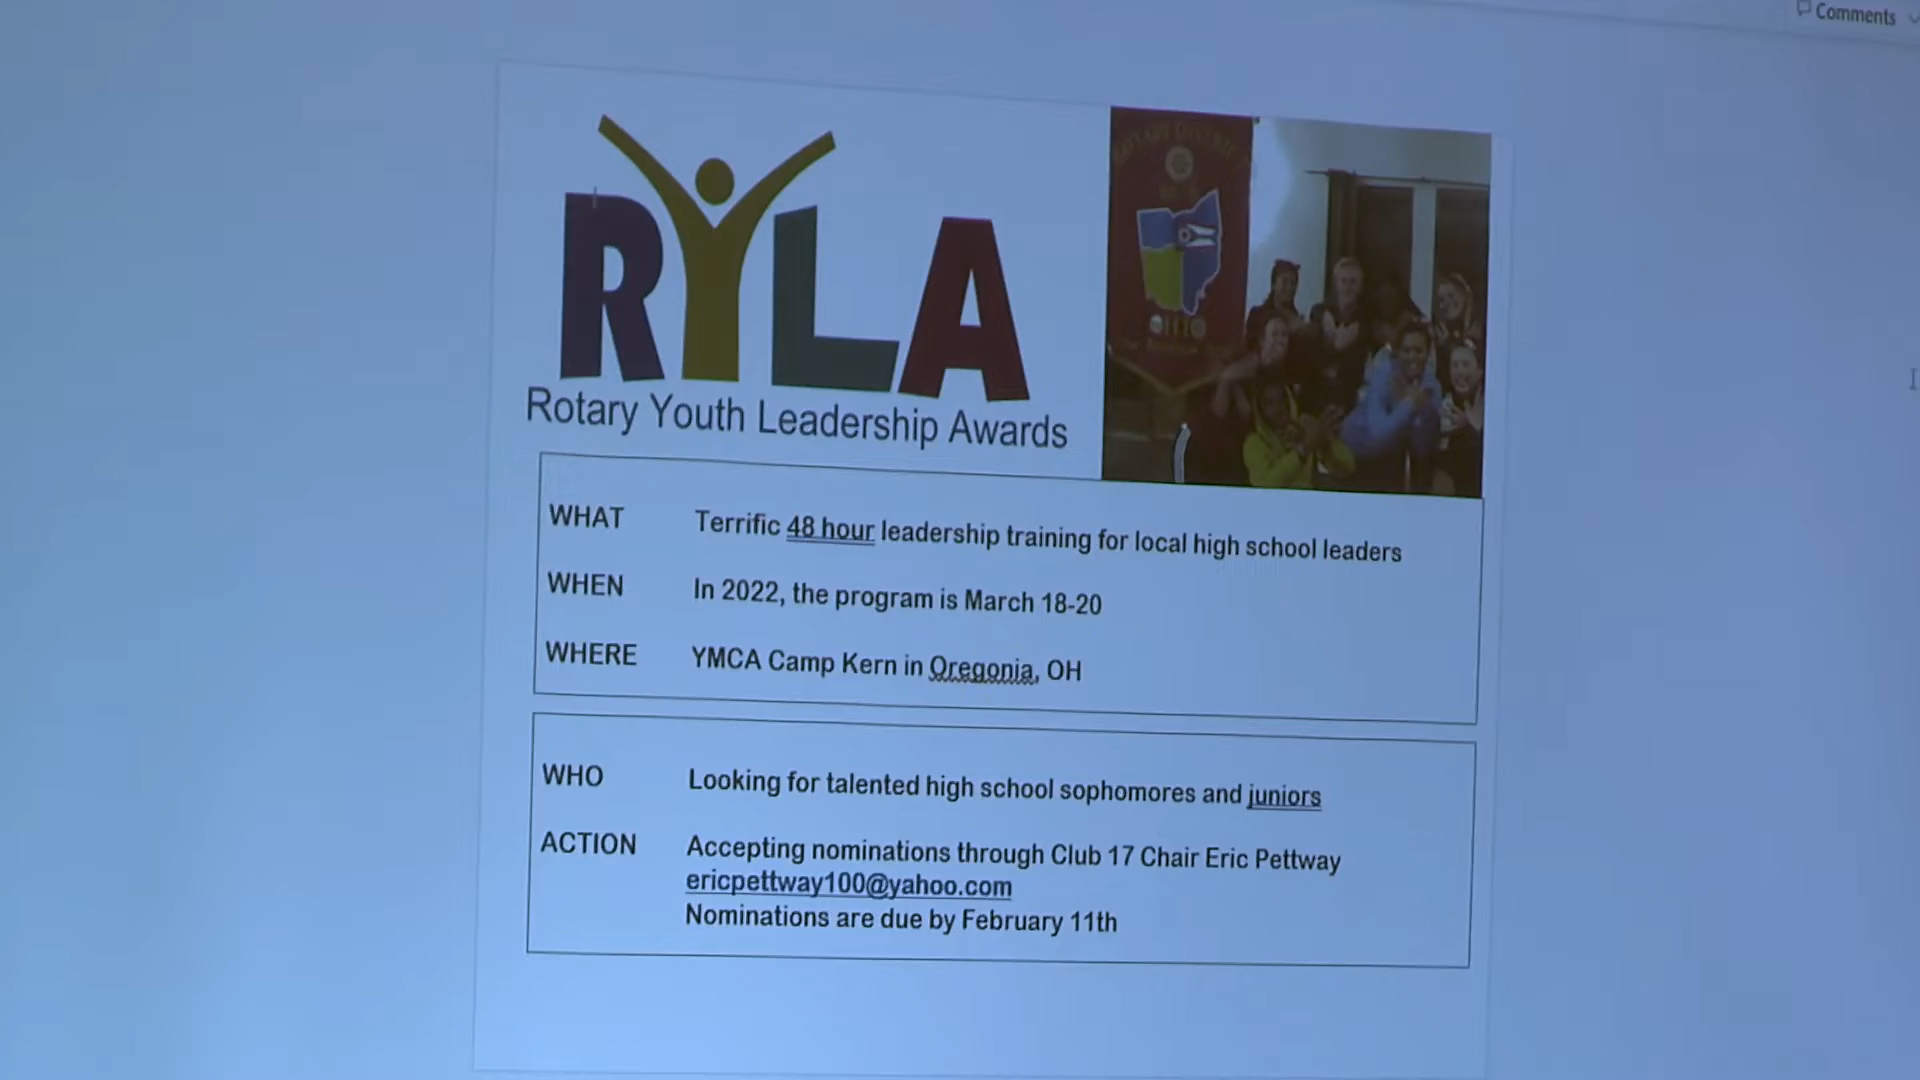 Comments
RYLA
Rotary Youth Leadership Awards
WHAT Terrific 48 hour leadership training for local high school leaders
WHEN In 2022, the program is March 18-20
WHERE YMCA Camp Kern in Oregonia, OH
WHO Looking for talented high school sophomores and juniors
ACTION Accepting nominations through Club 17 Chair Eric Pettway
ericpettway100@yahoo.com
Nominations are due by February 11th